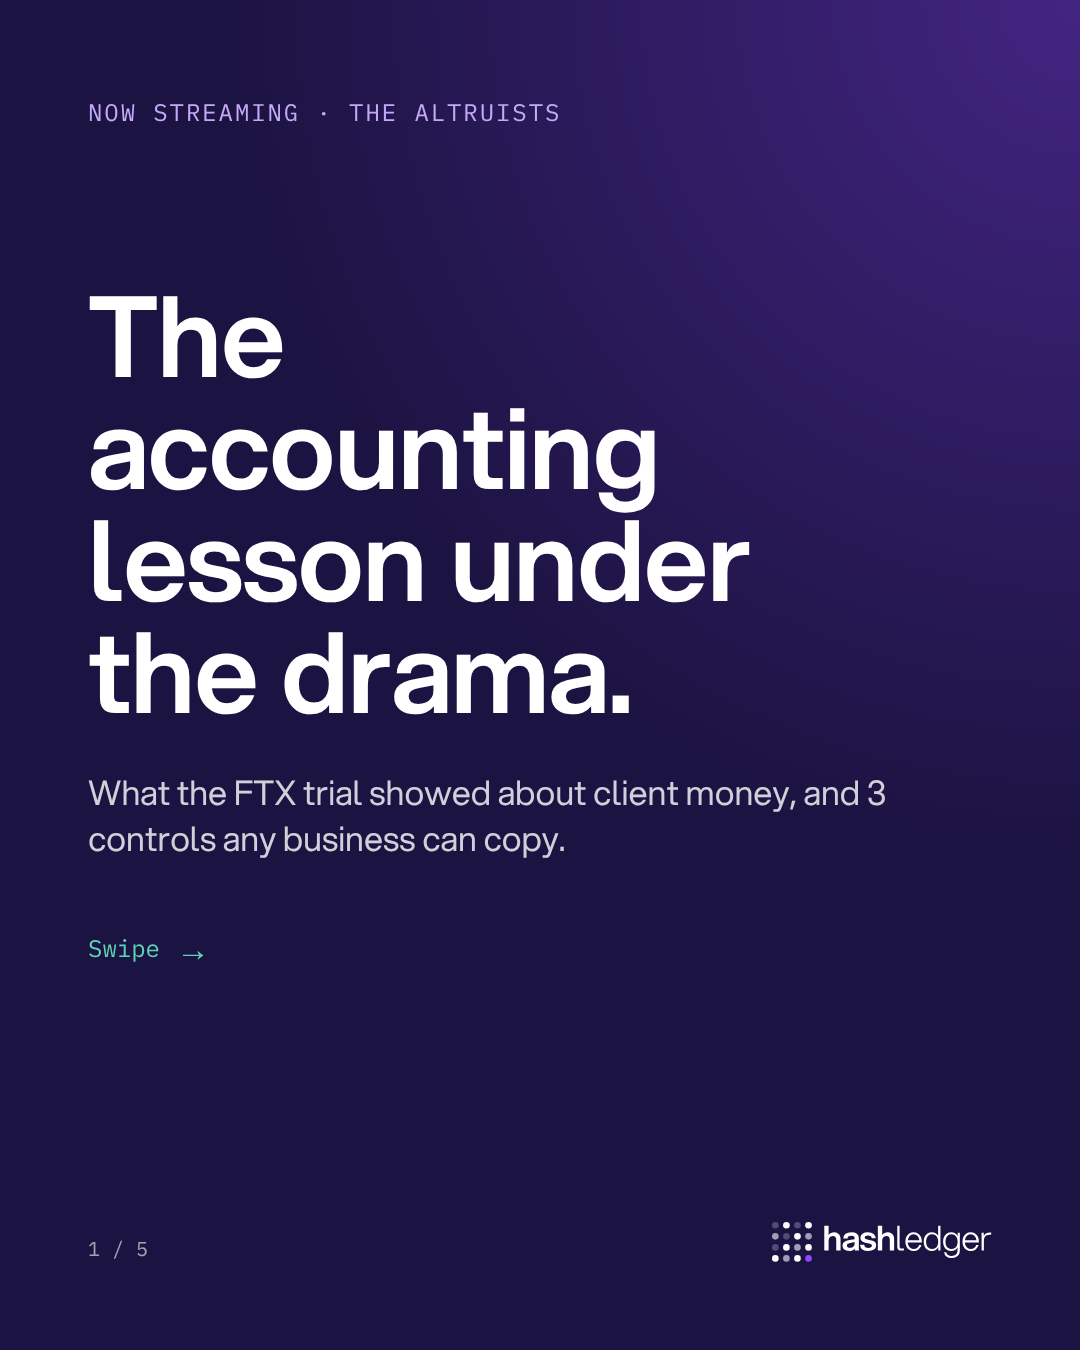 NOW STREAMING · THE ALTRUISTS
The
accounting
lesson under
the drama.
What the FTX trial showed about client money, and 3
controls any business can copy.
Swipe →
1 / 5
hashledger